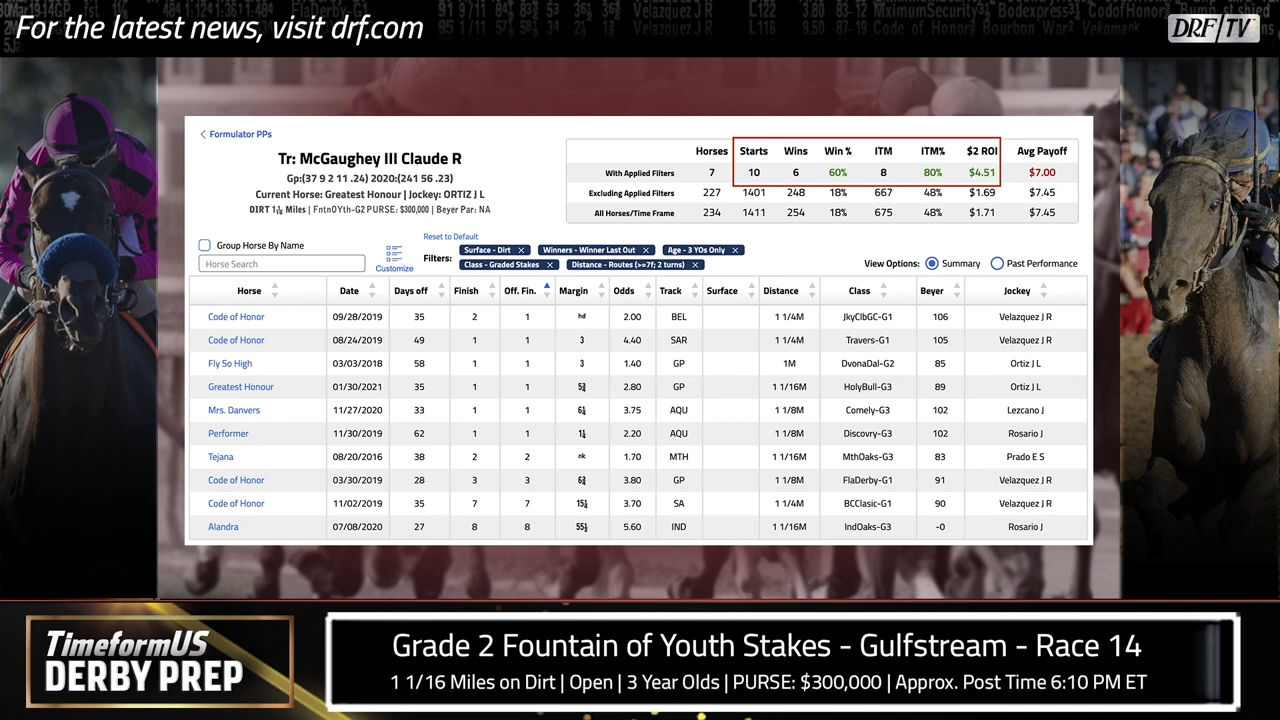 For the latest news, visit drf.com
DRF/TV
Formulator PPs
Tr: McGaughey III Claude R
Gp:(37 9 2 11 .24) 2020:(241 56 .23)
Current Horse: Greatest Honour | Jockey: ORTIZ J L
DIRT 1 1/16 Miles | FntnOYth-G2 PURSE: $300,000 | Beyer Par: NA
Horses Starts Wins Win % ITM ITM% $2 ROI Avg Payoff
With Applied Filters 7 10 6 60% 8 80% $4.51 $7.00
Excluding Applied Filters 227 1401 248 18% 667 48% $1.69 $7.45
All Horses/Time Frame 234 1411 254 18% 675 48% $1.71 $7.45
Group Horse By Name
Horse Search
Customize
Reset to Default
Filters: Surface - Dirt X Winners - Winner Last Out X Age - 3 YOs Only X
Class - Graded Stakes X Distance - Routes (>=7f; 2 turns) X
View Options: Summary Past Performance
Horse Date Days off Finish Off. Fin. Margin Odds Track Surface Distance Class Beyer Jockey
Code of Honor 09/28/2019 35 2 1 hd 2.00 BEL 1 1/4M JkyClbGC-G1 106 Velazquez J R
Code of Honor 08/24/2019 49 1 1 3 4.40 SAR 1 1/4M Travers-G1 105 Velazquez J R
Fly So High 03/03/2018 58 1 1 3 1.40 GP 1M DvonaDal-G2 85 Ortiz J L
Greatest Honour 01/30/2021 35 1 1 5¾ 2.80 GP 1 1/16M HolyBull-G3 89 Ortiz J L
Mrs. Danvers 11/27/2020 33 1 1 6¼ 3.75 AQU 1 1/8M Comely-G3 102 Lezcano J
Performer 11/30/2019 62 1 1 1¼ 2.20 AQU 1 1/8M Discovry-G3 102 Rosario J
Tejana 08/20/2016 38 2 2 nk 1.70 MTH 1 1/16M MthOaks-G3 83 Prado E S
Code of Honor 03/30/2019 28 3 3 6¾ 3.80 GP 1 1/8M FlaDerby-G1 91 Velazquez J R
Code of Honor 11/02/2019 35 7 7 15¼ 3.70 SA 1 1/4M BCClasic-G1 90 Velazquez J R
Alandra 07/08/2020 27 8 8 55½ 5.60 IND 1 1/16M IndOaks-G3 -0 Rosario J
TimeformUS
DERBY PREP
Grade 2 Fountain of Youth Stakes - Gulfstream - Race 14
1 1/16 Miles on Dirt | Open | 3 Year Olds | PURSE: $300,000 | Approx. Post Time 6:10 PM ET